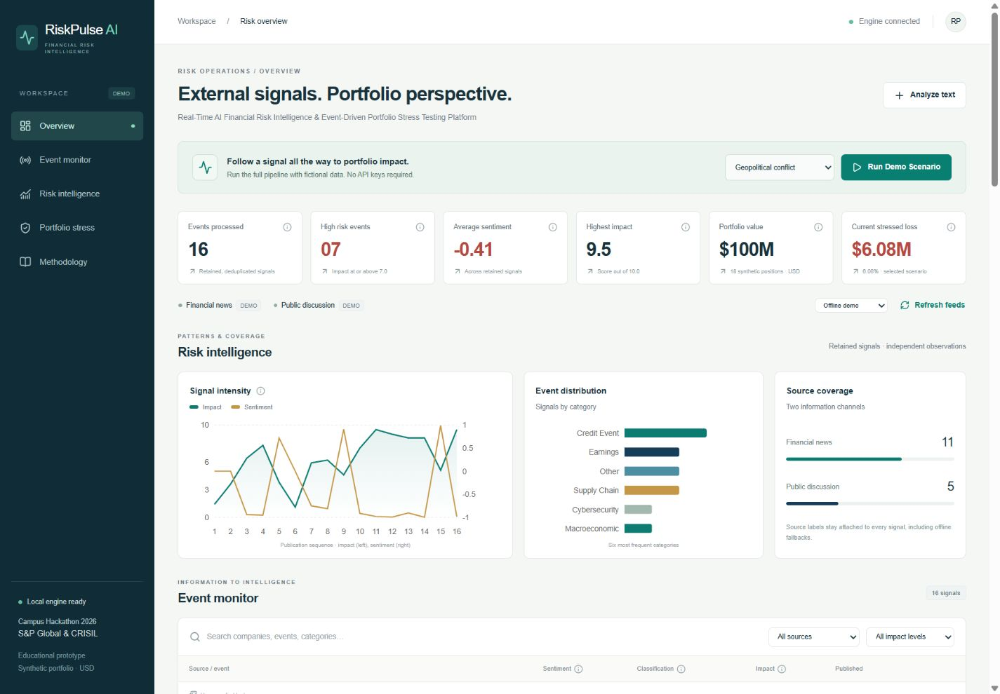 RiskPulse AI
FINANCIAL RISK
INTELLIGENCE
WORKSPACE DEMO
Overview
Event monitor
Risk intelligence
Portfolio stress
Methodology
Local engine ready
Campus Hackathon 2026
S&P Global & CRISIL
Educational prototype
Synthetic portfolio · USD
Workspace / Risk overview
Engine connected RP
RISK OPERATIONS / OVERVIEW
External signals. Portfolio perspective.
Real-Time AI Financial Risk Intelligence & Event-Driven Portfolio Stress Testing Platform
Analyze text
Follow a signal all the way to portfolio impact.
Run the full pipeline with fictional data. No API keys required.
Geopolitical conflict
Run Demo Scenario
Events processed
16
Retained, deduplicated signals
High risk events
07
Impact at or above 7.0
Average sentiment
-0.41
Across retained signals
Highest impact
9.5
Score out of 10.0
Portfolio value
$100M
18 synthetic positions · USD
Current stressed loss
$6.08M
6.08% · selected scenario
Financial news DEMO Public discussion DEMO
Offline demo
Refresh feeds
PATTERNS & COVERAGE
Risk intelligence
Retained signals · independent observations
Signal intensity
Impact Sentiment
10 1
0.5
6 0
3 -0.5
0 -1
1 2 3 4 5 6 7 8 9 10 11 12 13 14 15 16
Publication sequence · impact (left), sentiment (right)
Event distribution
Signals by category
Credit Event
Earnings
Other
Supply Chain
Cybersecurity
Macroeconomic
Six most frequent categories
Source coverage
Two information channels
Financial news 11
Public discussion 5
Source labels stay attached to every signal, including offline
fallbacks.
INFORMATION TO INTELLIGENCE
Event monitor
16 signals
Search companies, events, categories...
All sources
All impact levels
Source / event Sentiment Classification Impact Published